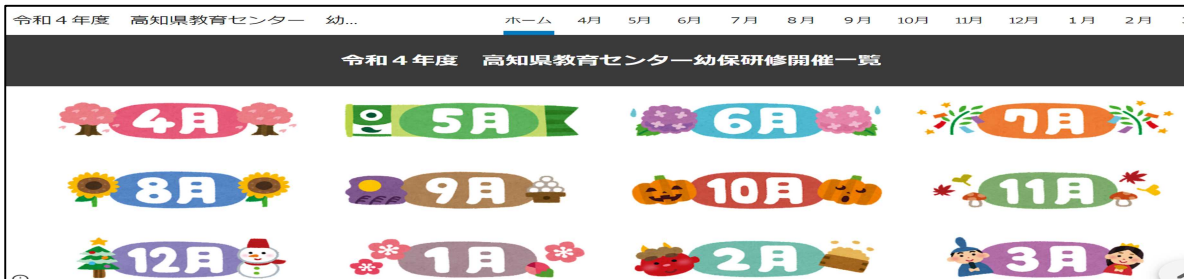 令和４年度　高知県教育センター　幼...
ホーム　4月　5月　6月　7月　8月　9月　10月　11月　12月　1月　2月
令和４年度　高知県教育センター幼保研修開催一覧
4月　5月　6月　7月
8月　9月　10月　11月
12月　1月　2月　3月